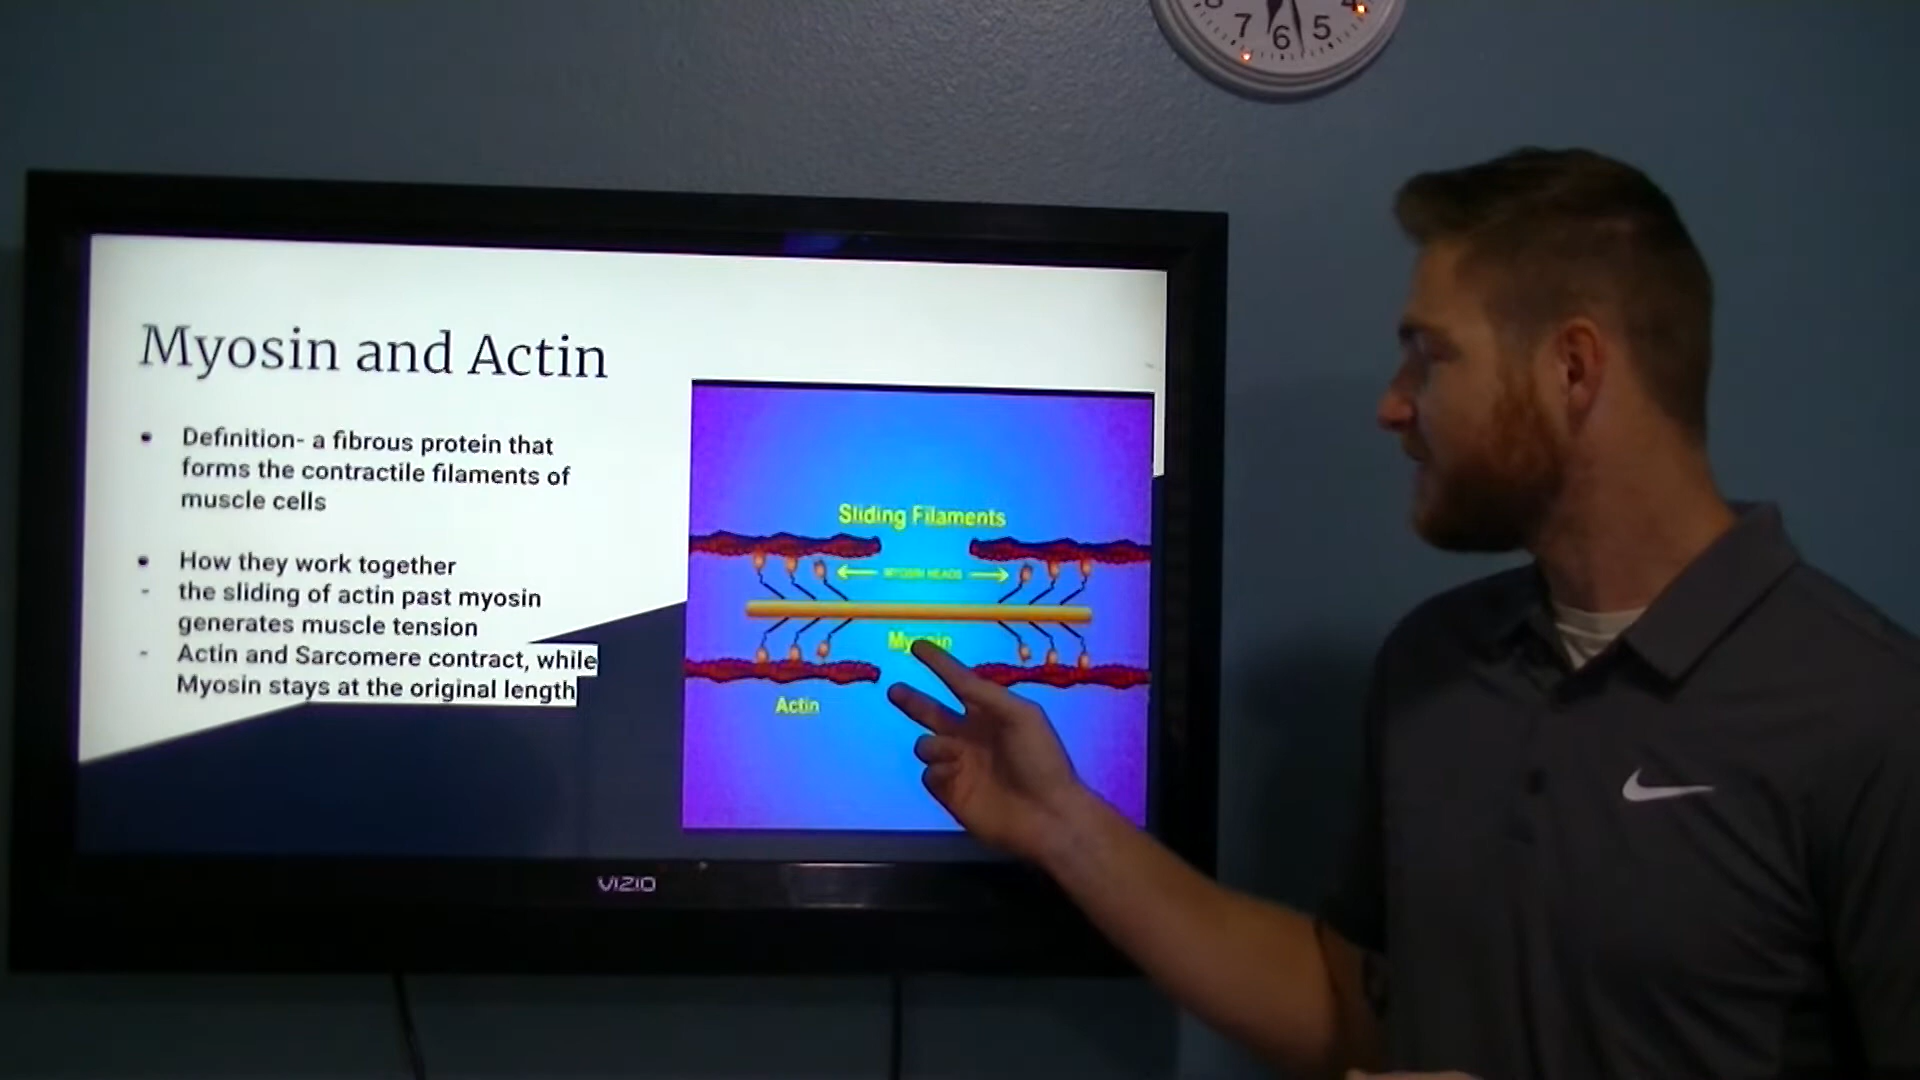 7 6 5
Myosin and Actin
Definition- a fibrous protein that
forms the contractile filaments of
muscle cells
How they work together
- the sliding of actin past myosin
generates muscle tension
- Actin and Sarcomere contract, while
Myosin stays at the original length
Sliding Filaments
MYOSIN HEADS
Myosin
Actin
VIZIO